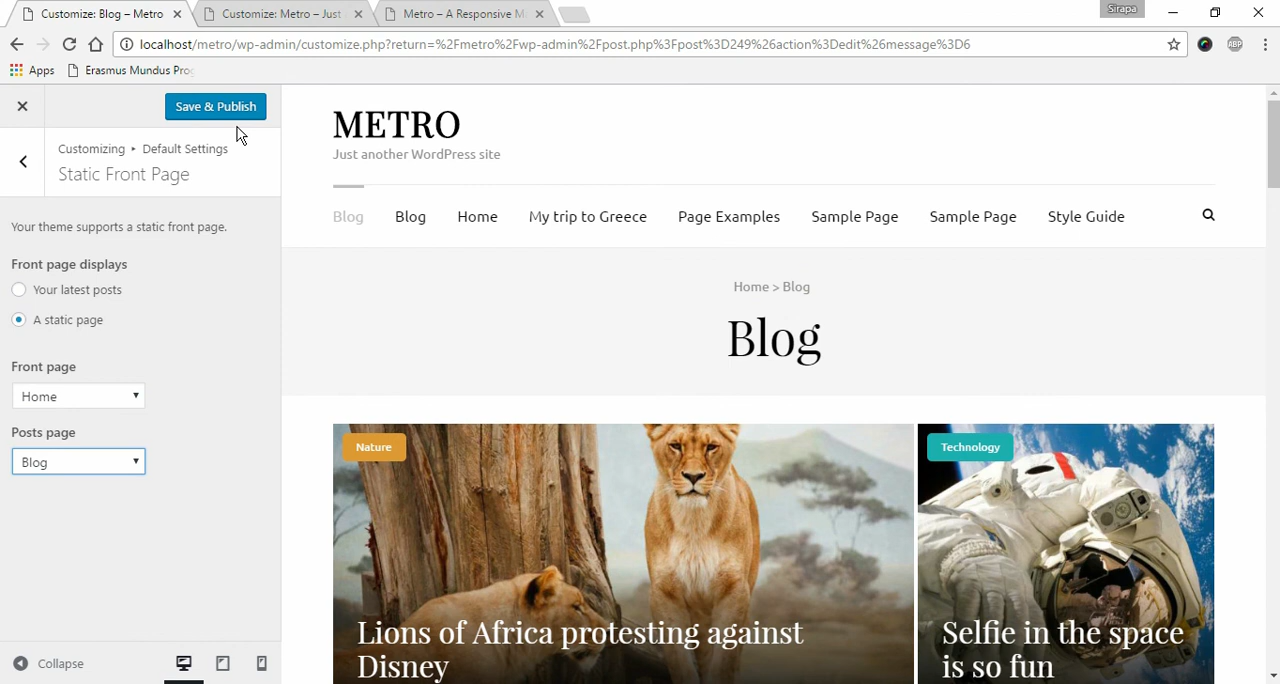 Customize: Blog – Metro
Customize: Metro – Just
Metro – A Responsive M
Sirapa
localhost/metro/wp-admin/customize.php?return=%2Fmetro%2Fwp-admin%2Fpost.php%3Fpost%3D249%26action%3Dedit%26message%3D6
ABP
Apps
Erasmus Mundus Pro
Save & Publish
Customizing ▸ Default Settings
Static Front Page
Your theme supports a static front page.
Front page displays
Your latest posts
A static page
Front page
Home
Posts page
Blog
Collapse
METRO
Just another WordPress site
Blog
Blog
Home
My trip to Greece
Page Examples
Sample Page
Sample Page
Style Guide
Home > Blog
Blog
Nature
Lions of Africa protesting against
Disney
Technology
Selfie in the space
is so fun